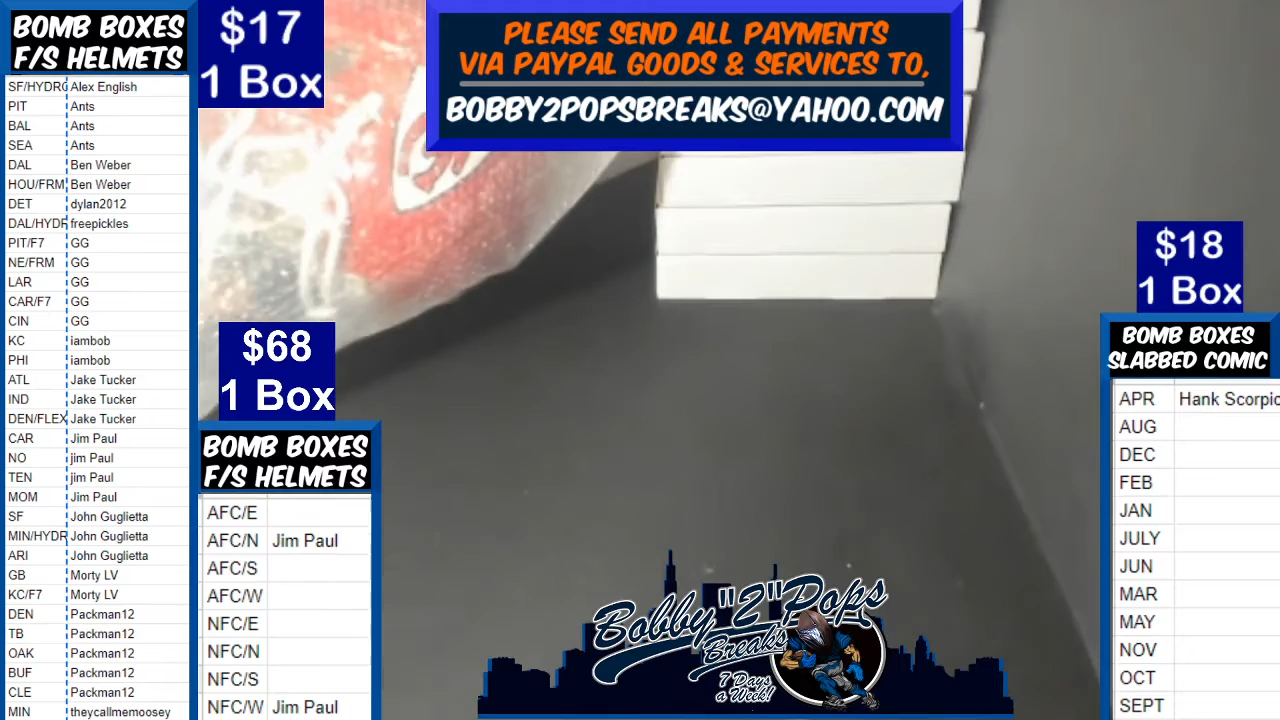 BOMB BOXES
F/S HELMETS
SF/HYDRO Alex English
PIT Ants
BAL Ants
SEA Ants
DAL Ben Weber
HOU/FRM Ben Weber
DET dylan2012
DAL/HYDR freepickles
PIT/F7 GG
NE/FRM GG
LAR GG
CAR/F7 GG
CIN GG
KC iambob
PHI iambob
ATL Jake Tucker
IND Jake Tucker
DEN/FLEX Jake Tucker
CAR Jim Paul
NO jim Paul
TEN jim Paul
MOM Jim Paul
SF John Guglietta
MIN/HYDR John Guglietta
ARI John Guglietta
GB Morty LV
KC/F7 Morty LV
DEN Packman12
TB Packman12
OAK Packman12
BUF Packman12
CLE Packman12
MIN theycallmemoosey
$17
1 Box
$68
1 Box
BOMB BOXES
F/S HELMETS
AFC/E
AFC/N Jim Paul
AFC/S
AFC/W
NFC/E
NFC/N
NFC/S
NFC/W Jim Paul
PLEASE SEND ALL PAYMENTS
VIA PAYPAL GOODS & SERVICES TO,
BOBBY2POPSBREAKS@YAHOO.COM
Bobby "2" Pops
Breaks
7 Days
a Week!
$18
1 Box
BOMB BOXES
SLABBED COMIC
APR Hank Scorpio
AUG
DEC
FEB
JAN
JULY
JUN
MAR
MAY
NOV
OCT
SEPT